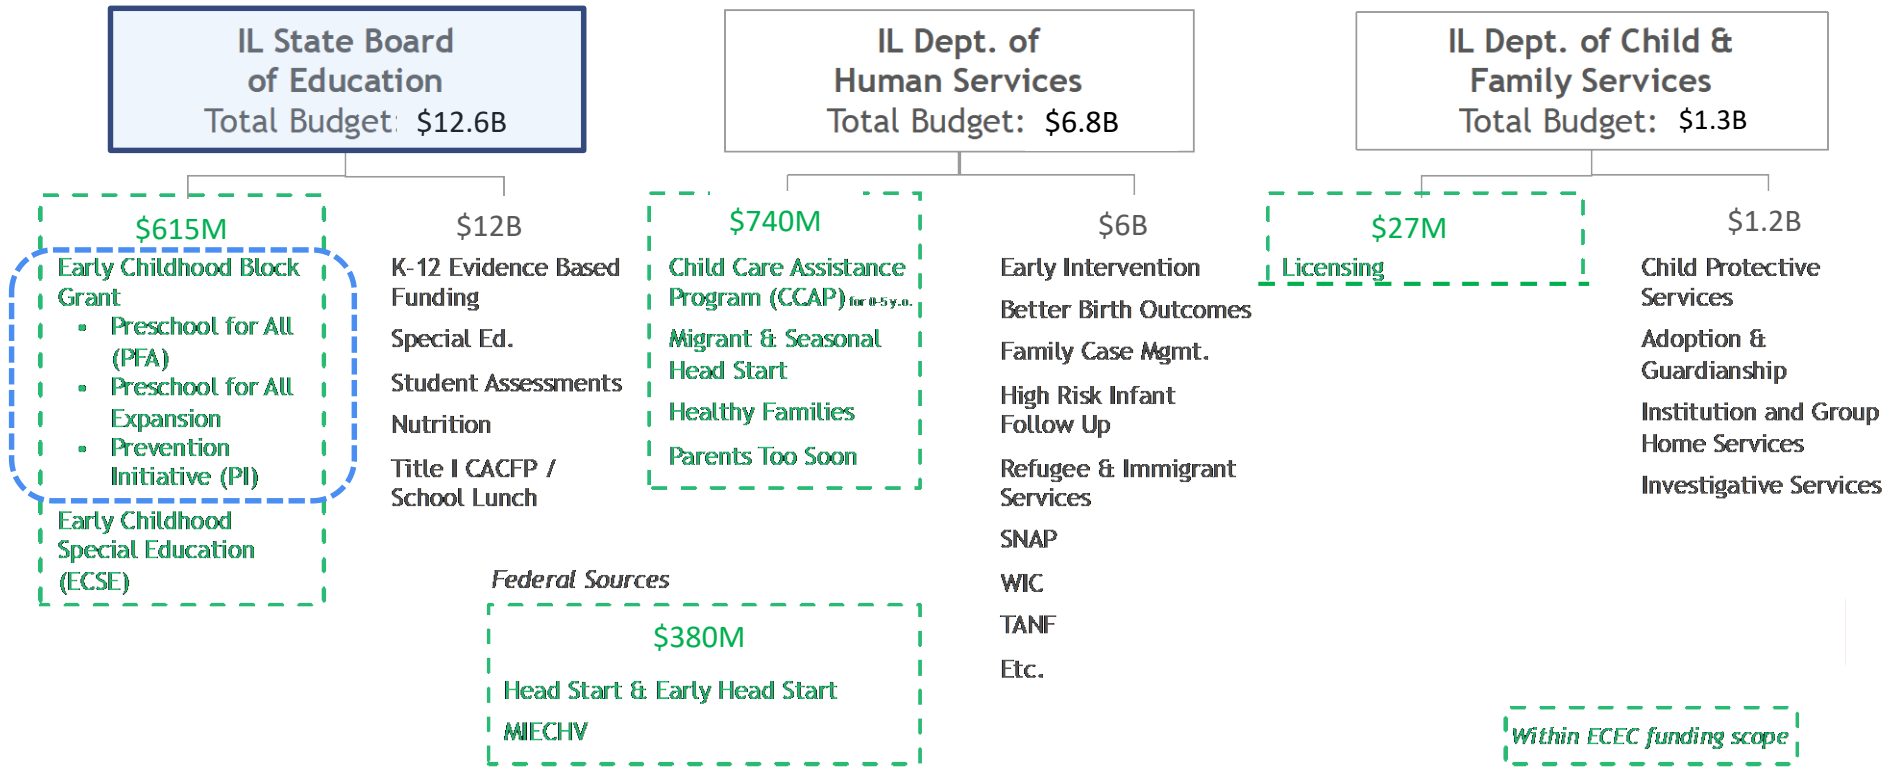 IL State Board
of Education
Total Budget: $12.6B
IL Dept. of
Human Services
Total Budget: $6.8B
IL Dept. of Child &
Family Services
Total Budget: $1.3B
$615M
Early Childhood Block
Grant
▪ Preschool for All
(PFA)
▪ Preschool for All
Expansion
▪ Prevention
Initiative (PI)
Early Childhood
Special Education
(ECSE)
$12B
K-12 Evidence Based
Funding
Special Ed.
Student Assessments
Nutrition
Title I CACFP /
School Lunch
$740M
Child Care Assistance
Program (CCAP) for 0-5 y.o.
Migrant & Seasonal
Head Start
Healthy Families
Parents Too Soon
$6B
Early Intervention
Better Birth Outcomes
Family Case Mgmt.
High Risk Infant
Follow Up
Refugee & Immigrant
Services
SNAP
WIC
TANF
Etc.
$27M
Licensing
$1.2B
Child Protective
Services
Adoption &
Guardianship
Institution and Group
Home Services
Investigative Services
Federal Sources
$380M
Head Start & Early Head Start
MIECHV
Within ECEC funding scope